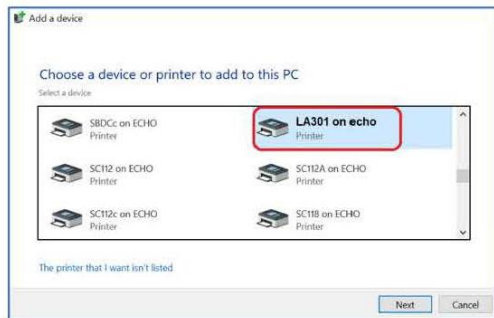 Add a device
Choose a device or printer to add to this PC
Select a device
SBDCc on ECHO
Printer
LA301 on echo
Printer
SC112 on ECHO
Printer
SC112A on ECHO
Printer
SC112c on ECHO
Printer
SC118 on ECHO
Printer
The printer that I want isn't listed
Next Cancel